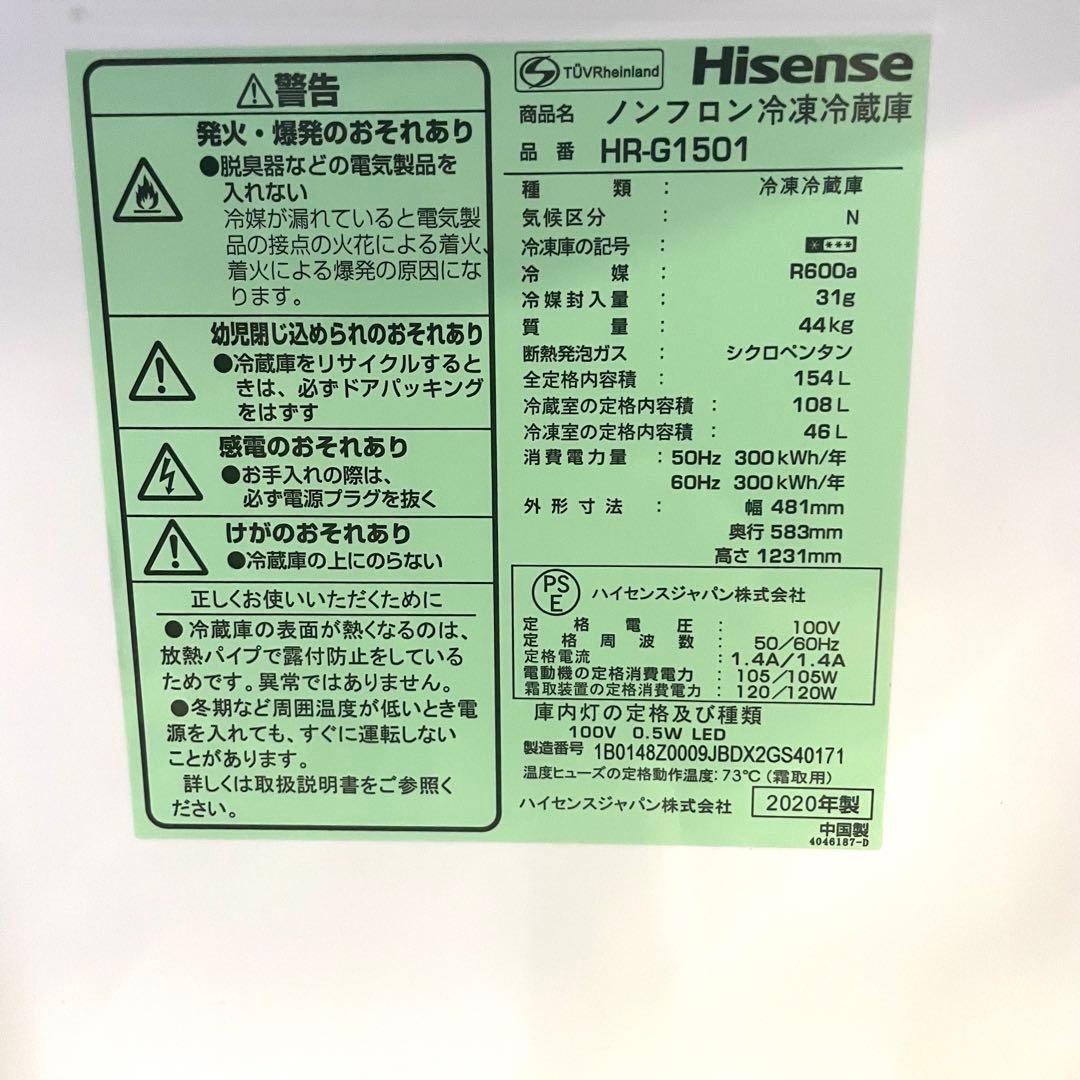 ⚠警告
発火・爆発のおそれあり
●脱臭器などの電気製品を
入れない
冷媒が漏れていると電気製
品の接点の火花による着火、
着火による爆発の原因にな
ります。
幼児閉じ込められのおそれあり
●冷蔵庫をリサイクルすると
きは、必ずドアパッキング
をはずす
感電のおそれあり
●お手入れの際は、
必ず電源プラグを抜く
けがのおそれあり
●冷蔵庫の上にのらない
正しくお使いいただくために
●冷蔵庫の表面が熱くなるのは、
放熱パイプで露付防止をしている
ためです。異常ではありません。
●冬期など周囲温度が低いとき電
源を入れても、すぐに運転しない
ことがあります。
詳しくは取扱説明書をご参照く
ださい。
TÜVRheinland Hisense
商品名 ノンフロン冷凍冷蔵庫
品番 HR-G1501
種類：冷凍冷蔵庫
気候区分：N
冷凍庫の記号：* ***
冷媒：R600a
冷媒封入量：31g
質量：44kg
断熱発泡ガス：シクロペンタン
全定格内容積：154L
冷蔵室の定格内容積：108L
冷凍室の定格内容積：46L
消費電力量：50Hz 300kWh/年
60Hz 300kWh/年
外形寸法：幅 481mm
奥行 583mm
高さ 1231mm
PSE ハイセンスジャパン株式会社
定格電圧：100V
定格周波数：50/60Hz
定格電流：1.4A/1.4A
電動機の定格消費電力：105/105W
霜取装置の定格消費電力：120/120W
庫内灯の定格及び種類
100V 0.5W LED
製造番号 1B0148Z0009JBDX2GS40171
温度ヒューズの定格動作温度：73℃（霜取用）
ハイセンスジャパン株式会社 2020年製
中国製
4046187-D